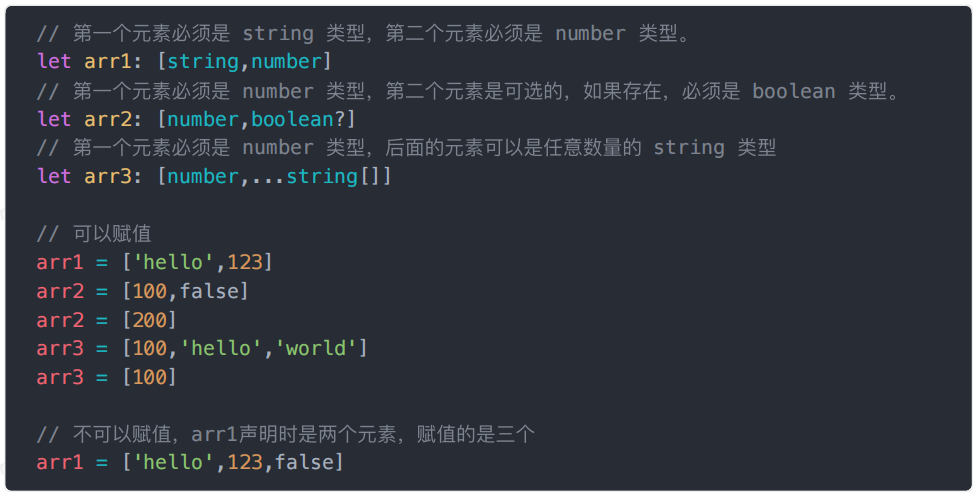 // 第一个元素必须是 string 类型，第二个元素必须是 number 类型。
let arr1: [string,number]
// 第一个元素必须是 number 类型，第二个元素是可选的，如果存在，必须是 boolean 类型。
let arr2: [number,boolean?]
// 第一个元素必须是 number 类型，后面的元素可以是任意数量的 string 类型
let arr3: [number,...string[]]
// 可以赋值
arr1 = ['hello',123]
arr2 = [100,false]
arr2 = [200]
arr3 = [100,'hello','world']
arr3 = [100]
// 不可以赋值，arr1声明时是两个元素，赋值的是三个
arr1 = ['hello',123,false]